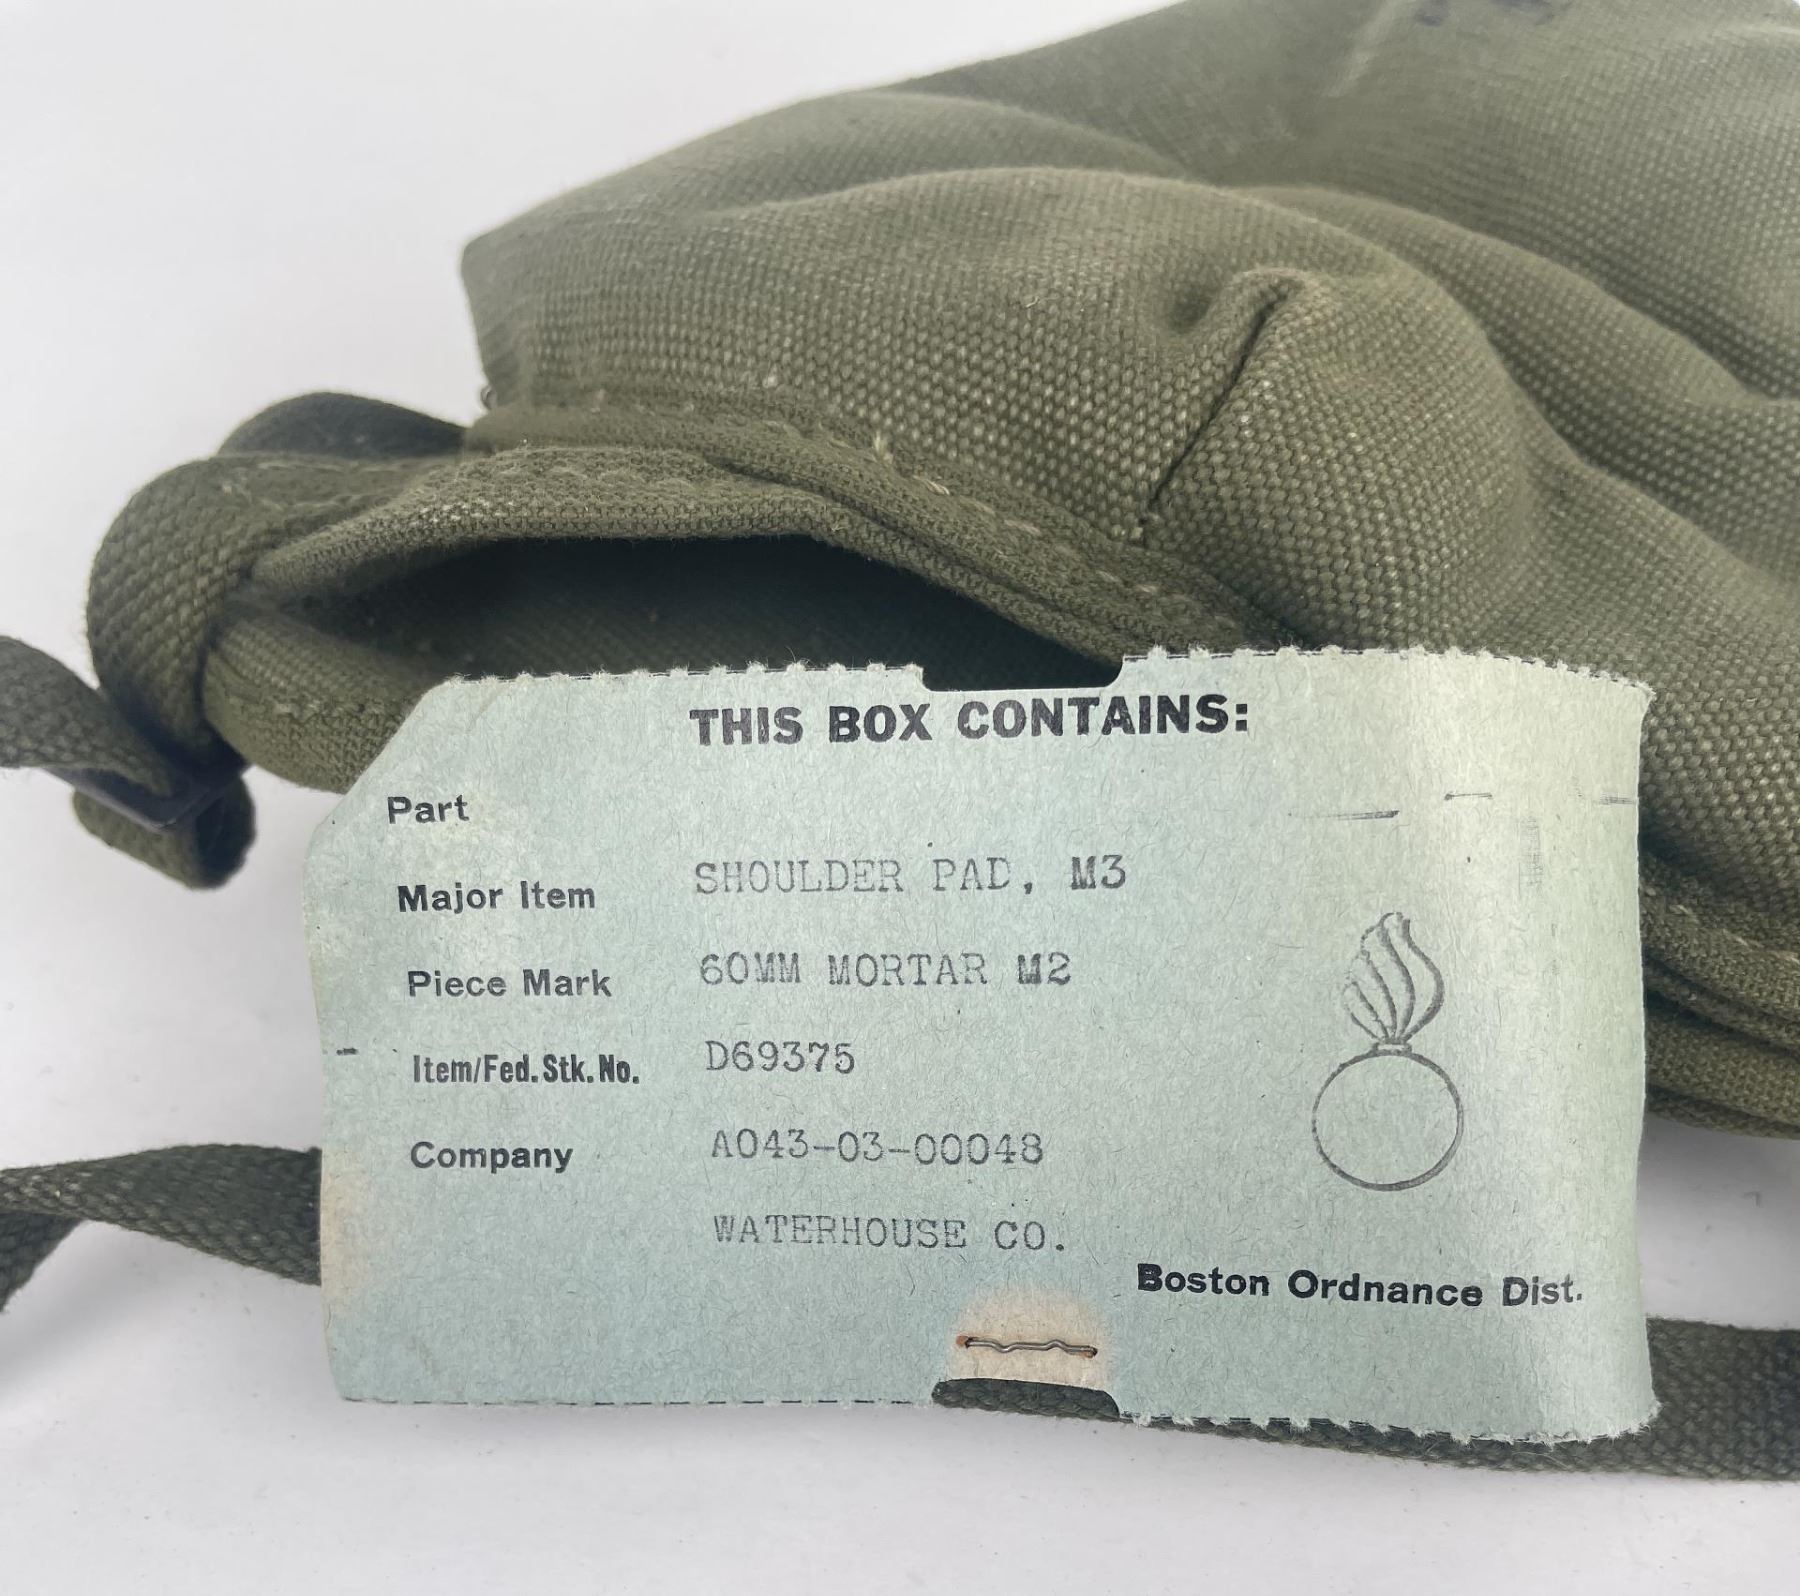 THIS BOX CONTAINS:
Part
SHOULDER PAD, M3
Major Item
60MM MORTAR M2
Piece Mark
D69375
Item/Fed. Stk. No.
A043-03-00048
Company
WATERHOUSE CO.
Boston Ordnance Dist.